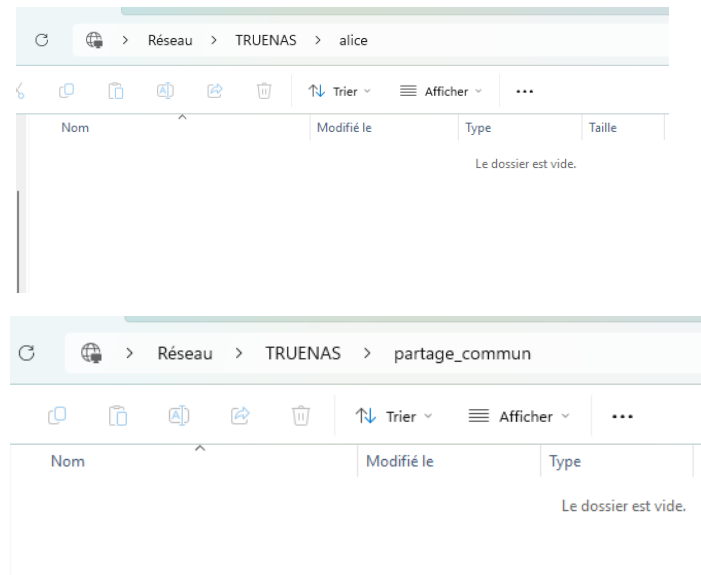 Réseau > TRUENAS > alice
Trier Afficher ...
Nom Modifié le Type Taille
Le dossier est vide.
Réseau > TRUENAS > partage_commun
Trier Afficher ...
Nom Modifié le Type
Le dossier est vide.